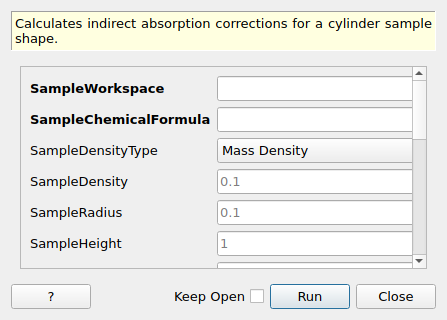 Calculates indirect absorption corrections for a cylinder sample
shape.
SampleWorkspace
SampleChemicalFormula
SampleDensityType Mass Density
SampleDensity 0.1
SampleRadius 0.1
SampleHeight 1
? Keep Open Run Close